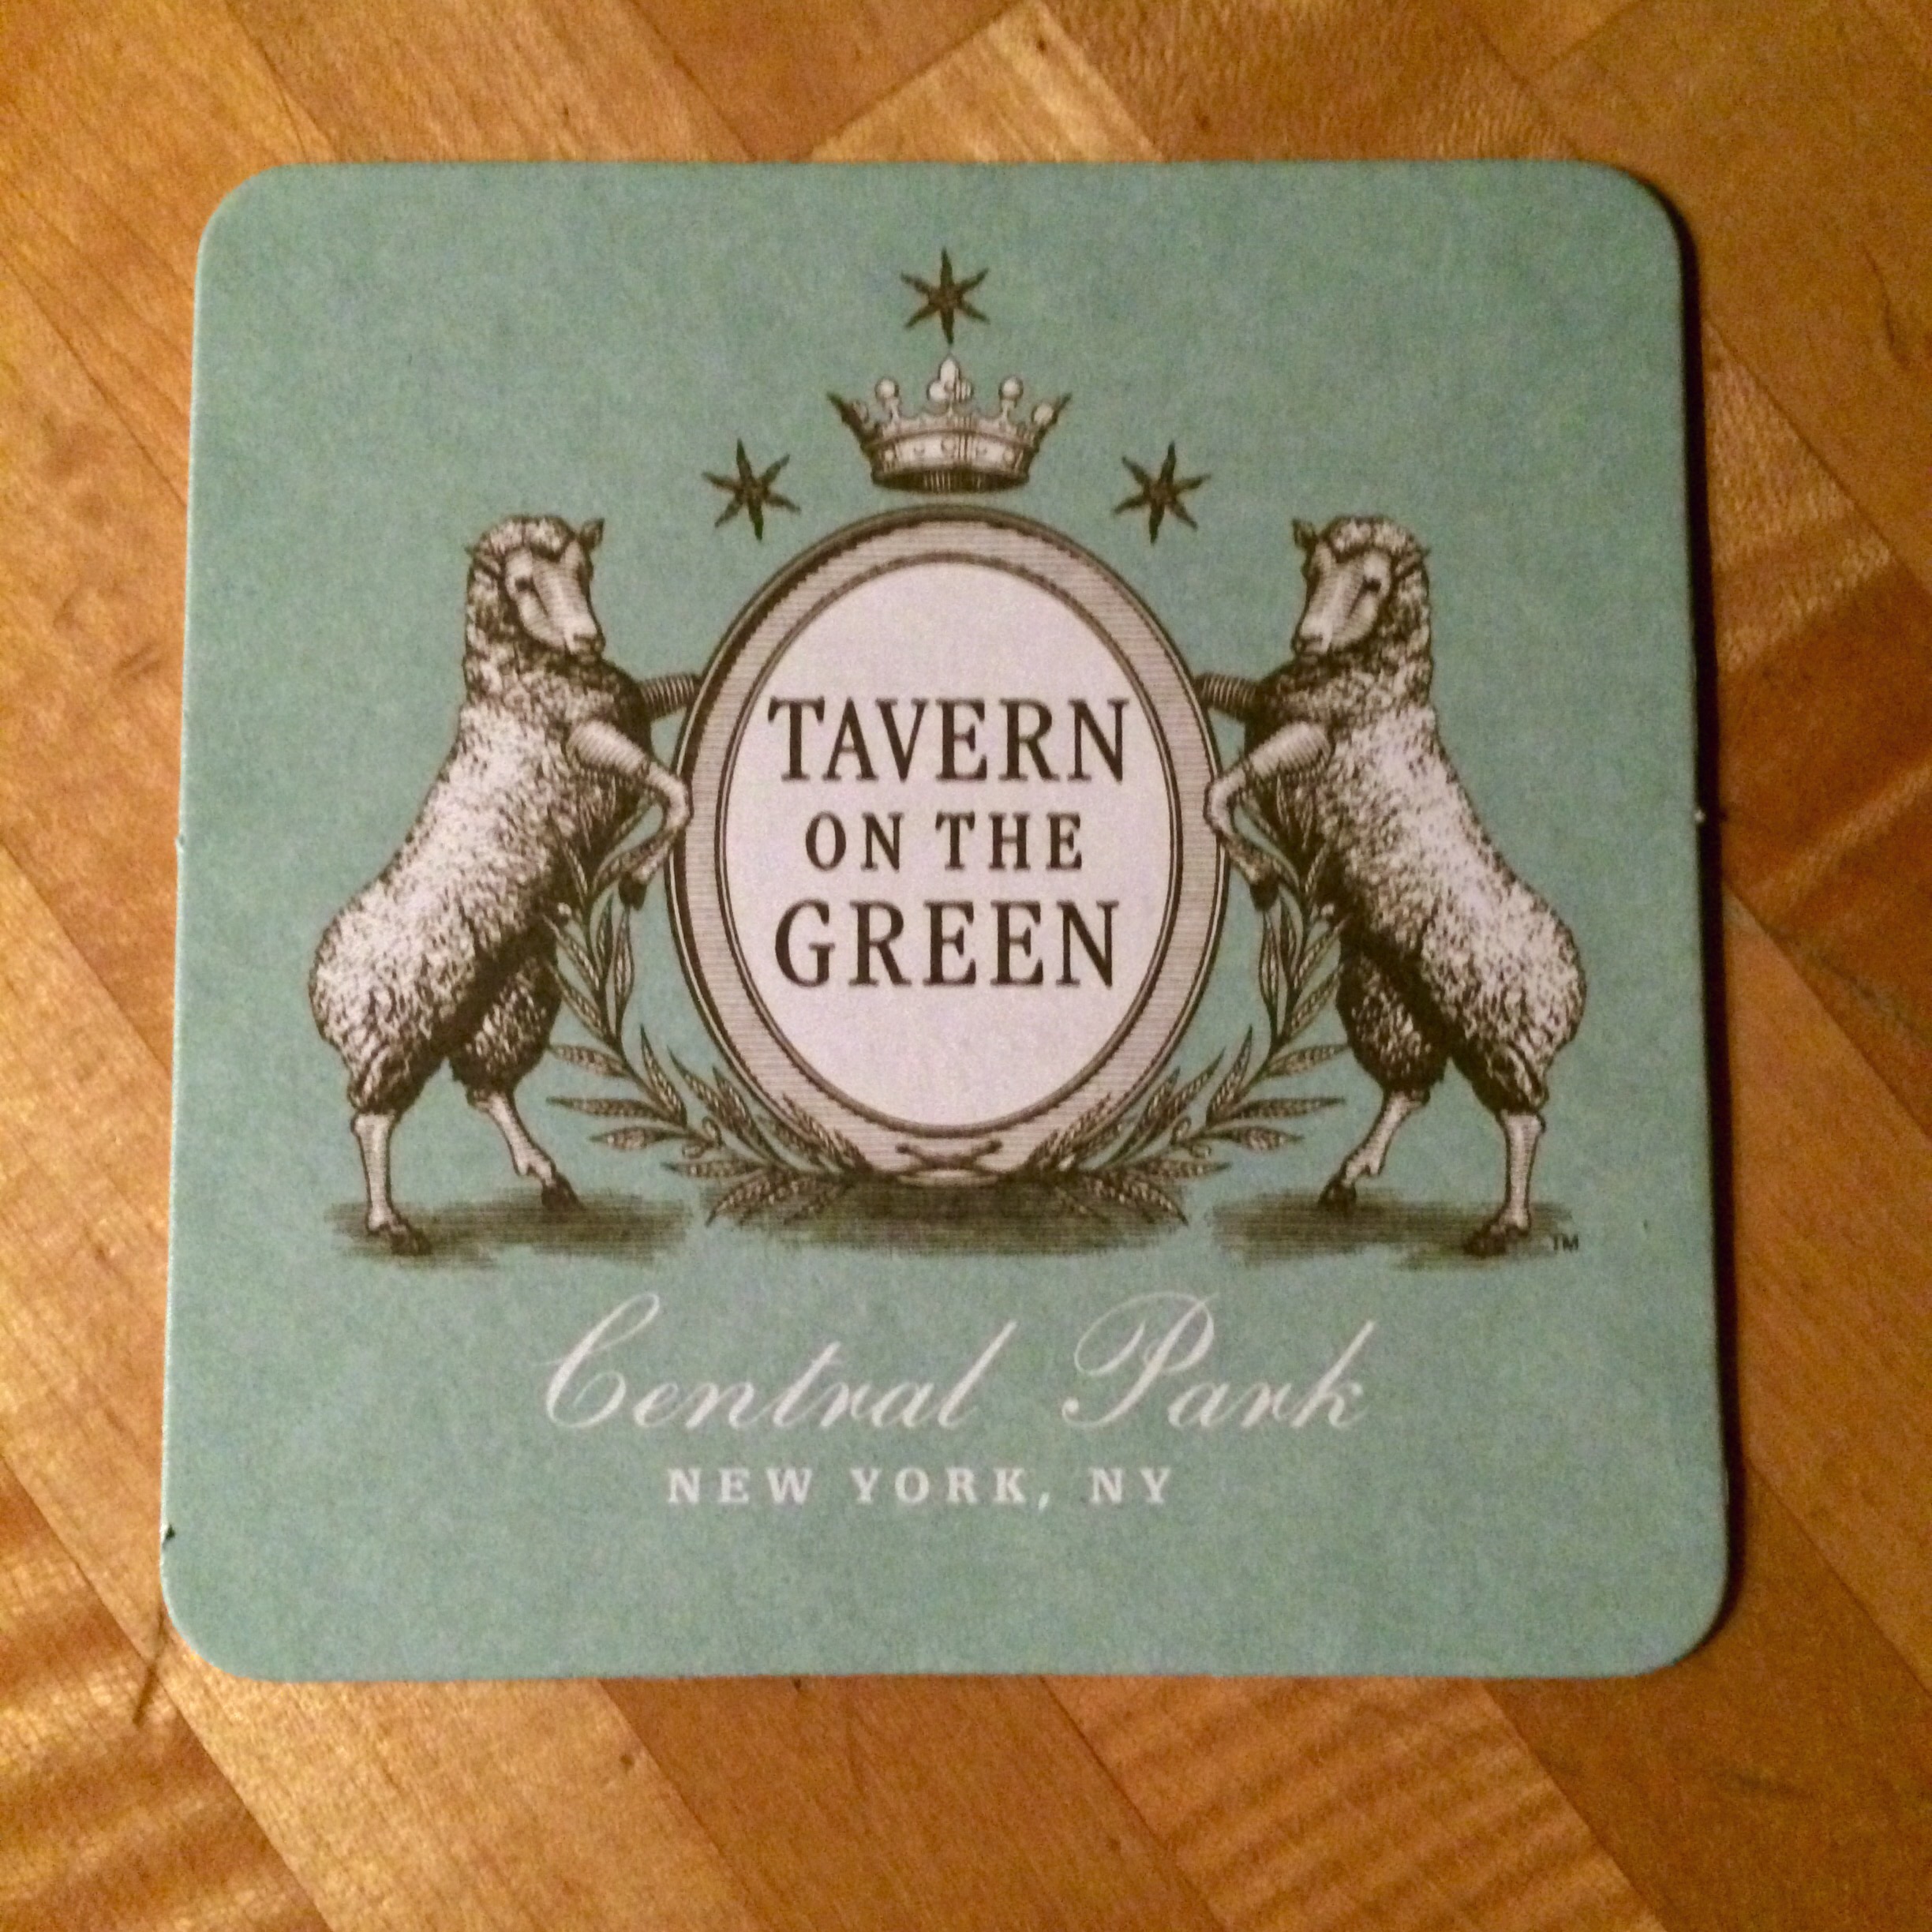 TAVERN
ON THE
GREEN
TM
Central Park
NEW YORK, NY